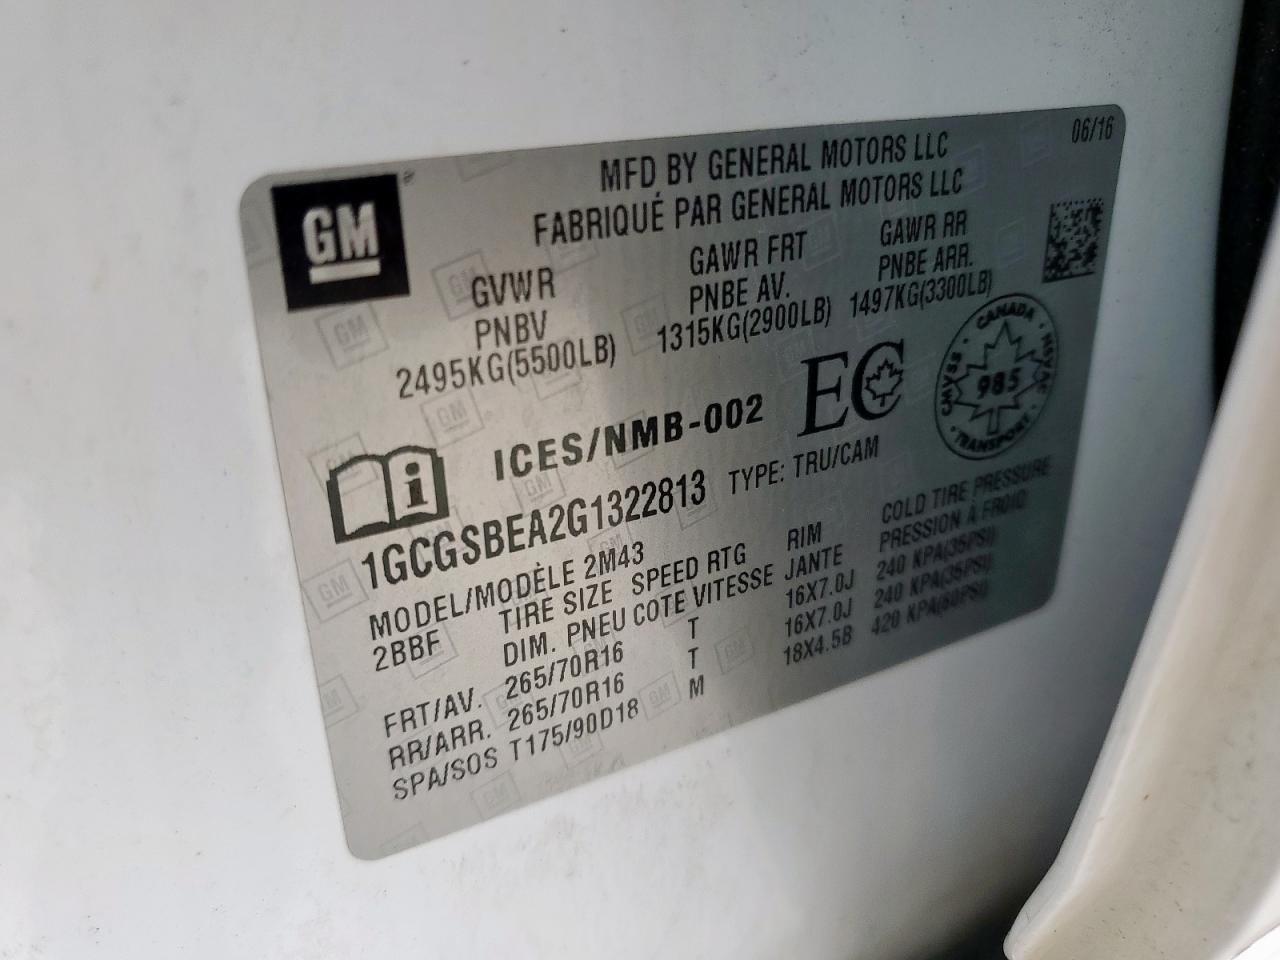 GM
MFD BY GENERAL MOTORS LLC
06/16
FABRIQUÉ PAR GENERAL MOTORS LLC
GVWR GAWR FRT GAWR RR
PNBV PNBE AV. PNBE ARR.
2495KG(5500LB) 1315KG(2900LB) 1497KG(3300LB)
ICES/NMB-002 EC
CANADA · NSVAC · TRANSPORT · CMVSS ·
985
1GCGSBEA2G1322813 TYPE: TRU/CAM
MODEL/MODÈLE 2M43
2BBF TIRE SIZE SPEED RTG RIM COLD TIRE PRESSURE
DIM. PNEU COTE VITESSE JANTE PRESSION À FROID
FRT/AV. 265/70R16 T 16X7.0J 240 KPA(35PSI)
RR/ARR. 265/70R16 T 16X7.0J 240 KPA(35PSI)
SPA/SOS T175/90D18 M 18X4.5B 420 KPA(60PSI)